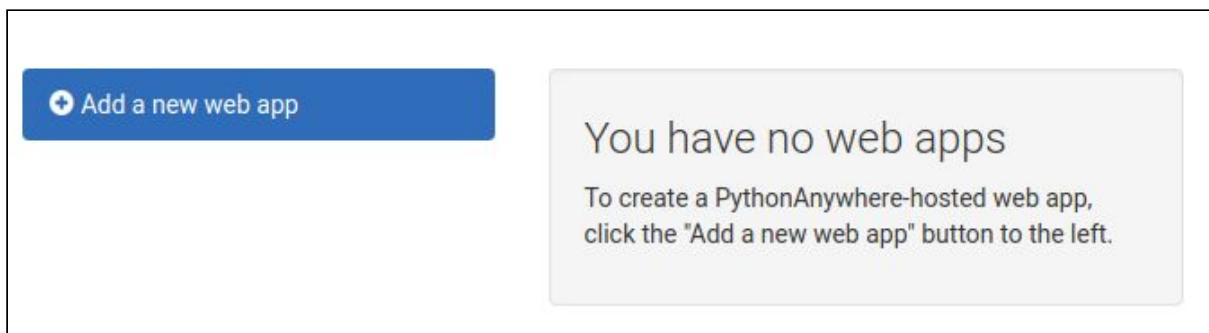 Add a new web app
You have no web apps
To create a PythonAnywhere-hosted web app,
click the "Add a new web app" button to the left.